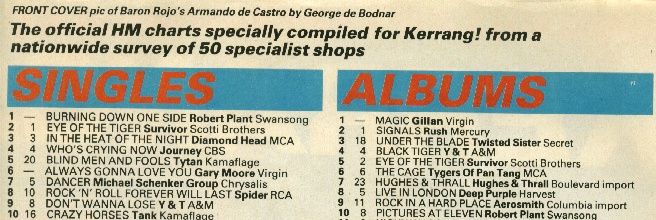 FRONT COVER pic of Baron Rojo's Armando de Castro by George de Bodnar
The official HM charts specially compiled for Kerrang! from a
nationwide survey of 50 specialist shops
SINGLES
1 — BURNING DOWN ONE SIDE Robert Plant Swansong
2 1 EYE OF THE TIGER Survivor Scotti Brothers
3 3 IN THE HEAT OF THE NIGHT Diamond Head MCA
4 4 WHO'S CRYING NOW Journey CBS
5 20 BLIND MEN AND FOOLS Tytan Kamaflage
6 — ALWAYS GONNA LOVE YOU Gary Moore Virgin
7 5 DANCER Michael Schenker Group Chrysalis
8 10 ROCK 'N' ROLL FOREVER WILL LAST Spider RCA
9 8 DON'T WANNA LOSE Y & T A&M
10 16 CRAZY HORSES Tank Kamaflage
ALBUMS
1 — MAGIC Gillan Virgin
2 1 SIGNALS Rush Mercury
3 18 UNDER THE BLADE Twisted Sister Secret
4 4 BLACK TIGER Y & T A&M
5 2 EYE OF THE TIGER Survivor Scotti Brothers
6 6 THE CAGE Tygers Of Pan Tang MCA
7 23 HUGHES & THRALL Hughes & Thrall Boulevard import
8 5 LIVE IN LONDON Deep Purple Harvest
9 11 ROCK IN A HARD PLACE Aerosmith Columbia import
10 8 PICTURES AT ELEVEN Robert Plant Swansong